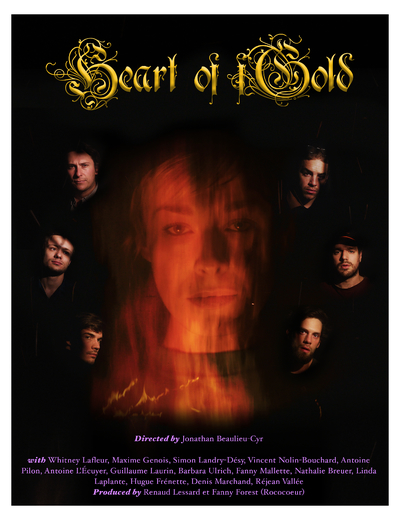 Heart of Gold
Directed by Jonathan Beaulieu-Cyr
with Whitney Lafleur, Maxime Genois, Simon Landry-Désy, Vincent Nolin-Bouchard, Antoine
Pilon, Antoine L'Écuyer, Guillaume Laurin, Barbara Ulrich, Fanny Mallette, Nathalie Breuer, Linda
Laplante, Hugue Frénette, Denis Marchand, Réjean Vallée
Produced by Renaud Lessard et Fanny Forest (Rococoeur)